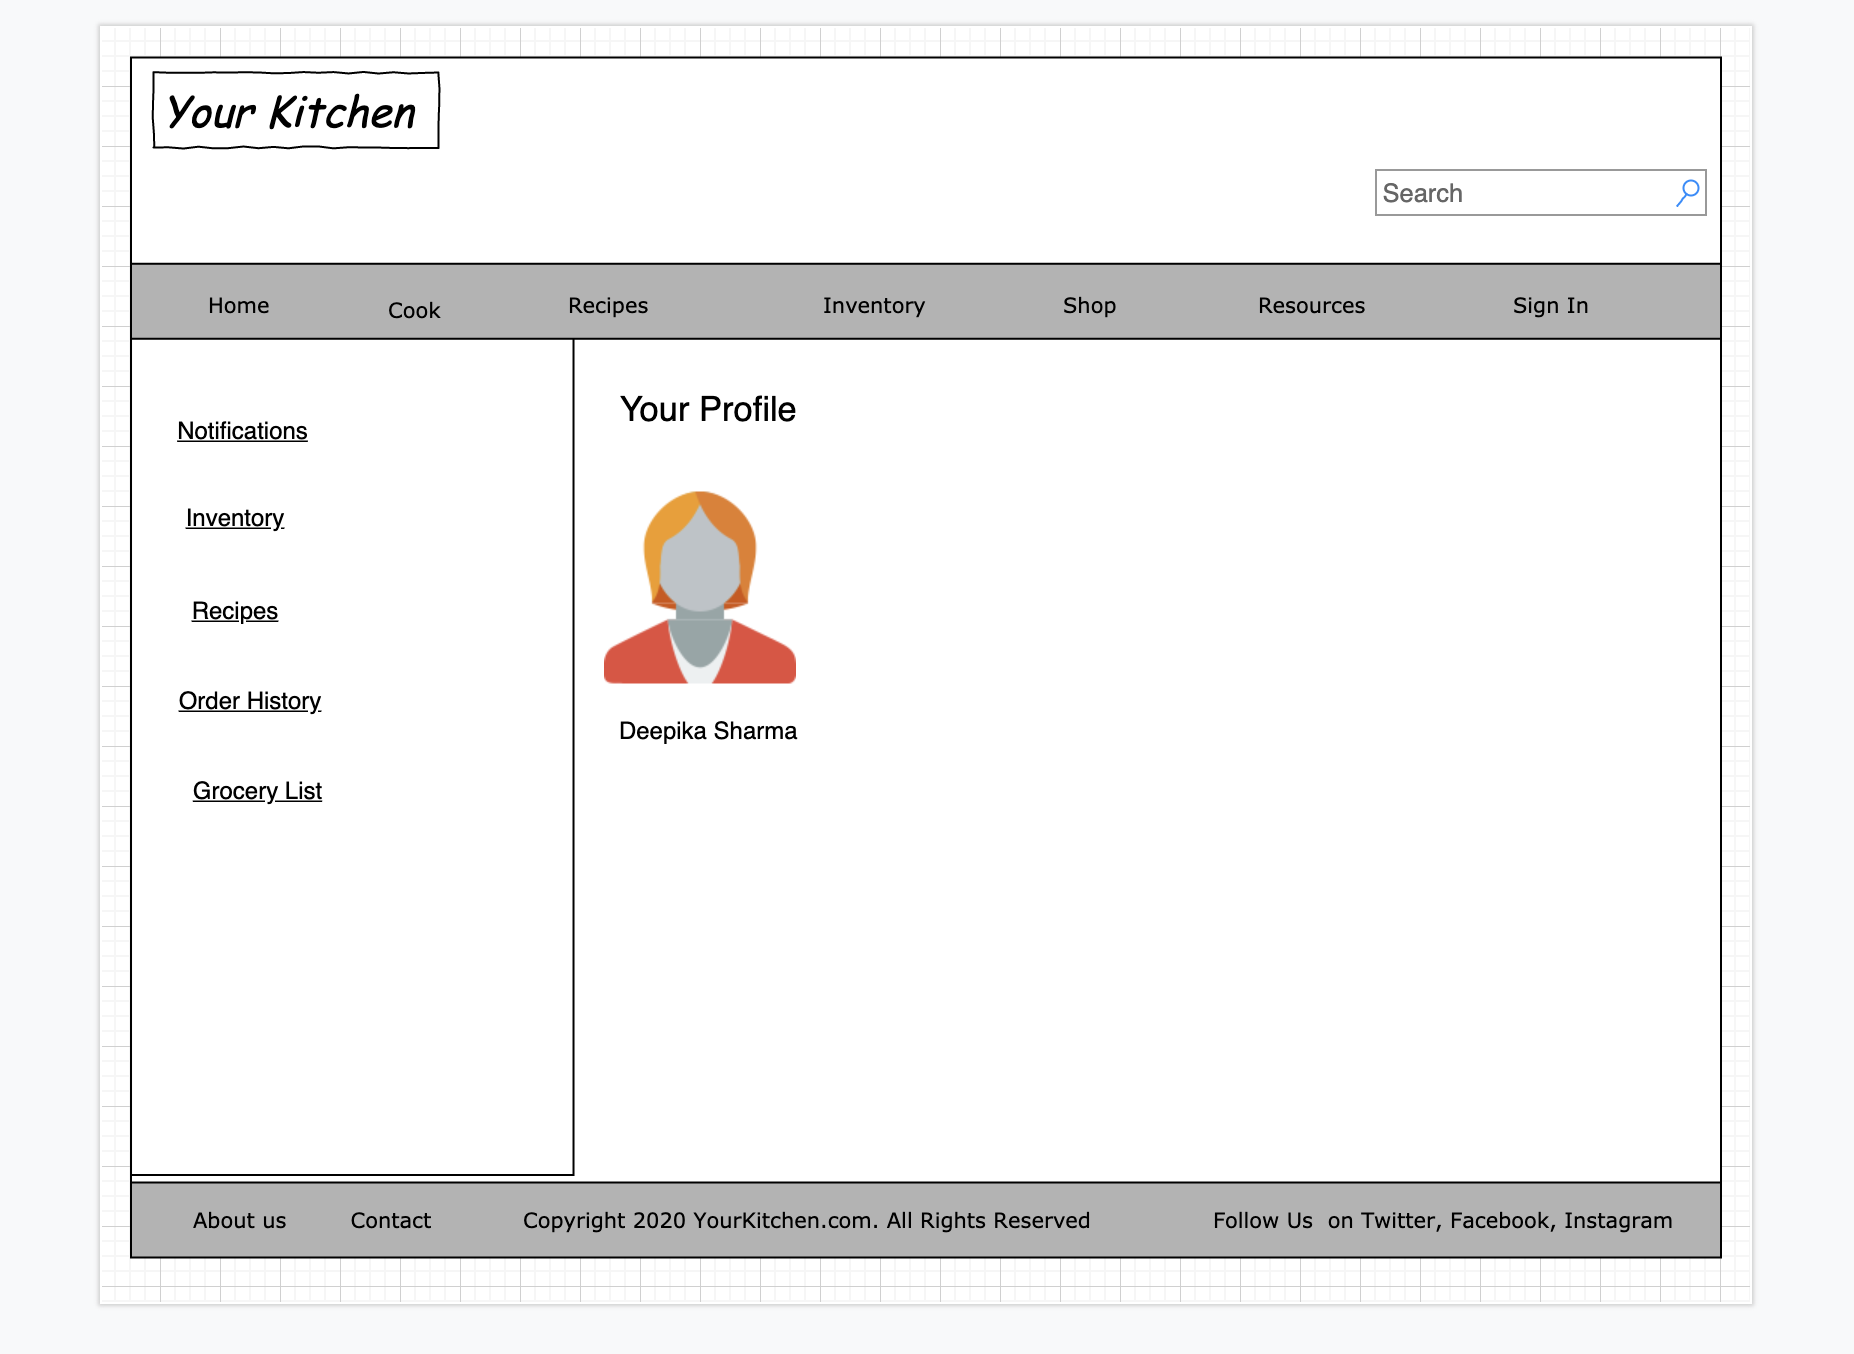 Your Kitchen
Search
Home Cook Recipes Inventory Shop Resources Sign In
Notifications
Inventory
Recipes
Order History
Grocery List
Your Profile
Deepika Sharma
About us Contact Copyright 2020 YourKitchen.com. All Rights Reserved Follow Us on Twitter, Facebook, Instagram